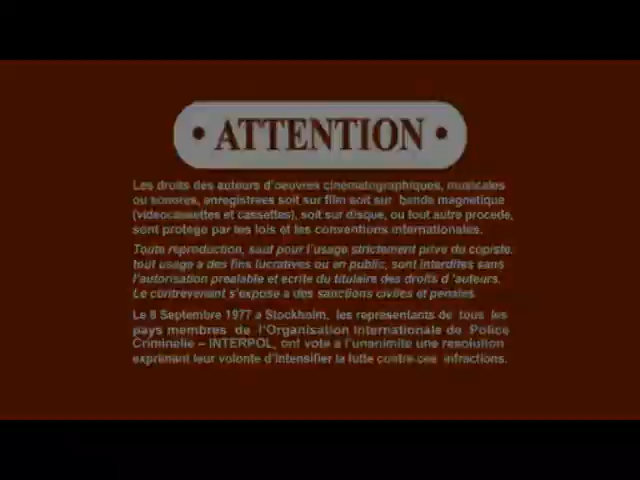 • ATTENTION •
Les droits des auteurs d'oeuvres cinematographiques, musicales
ou sonores, enregistrees soit sur film soit sur bande magnetique
(videocassettes et cassettes), soit sur disque, ou tout autre procede,
sont protege par les lois et les conventions internationales.
Toute reproduction, sauf pour l'usage strictement prive du copiste,
tout usage a des fins lucratives ou en public, sont interdites sans
l'autorisation prealable et ecrite du titulaire des droits d 'auteurs.
Le contrevenant s'expose a des sanctions civiles et penales.
Le 8 Septembre 1977 a Stockholm, les representants de tous les
pays membres de l'Organisation Internationale de Police
Criminelle – INTERPOL, ont vote a l'unanimite une resolution
exprimant leur volonte d'intensifier la lutte contre ces infractions.